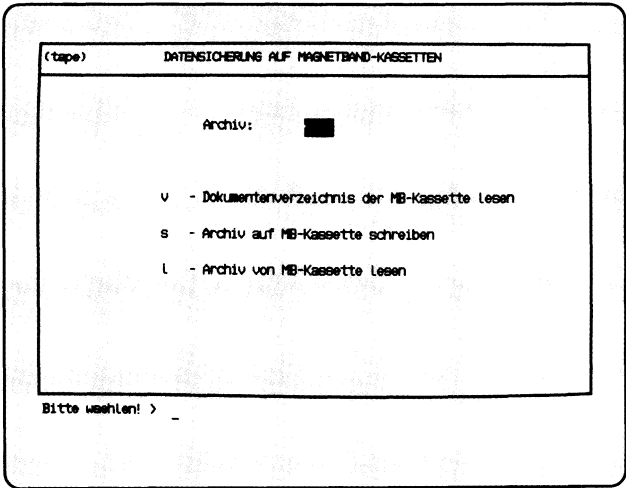 (tape) DATENSICHERUNG AUF MAGNETBAND-KASSETTEN
Archiv:
v - Dokumentenverzeichnis der MB-Kassette lesen
s - Archiv auf MB-Kassette schreiben
l - Archiv von MB-Kassette lesen
Bitte waehlen! > _